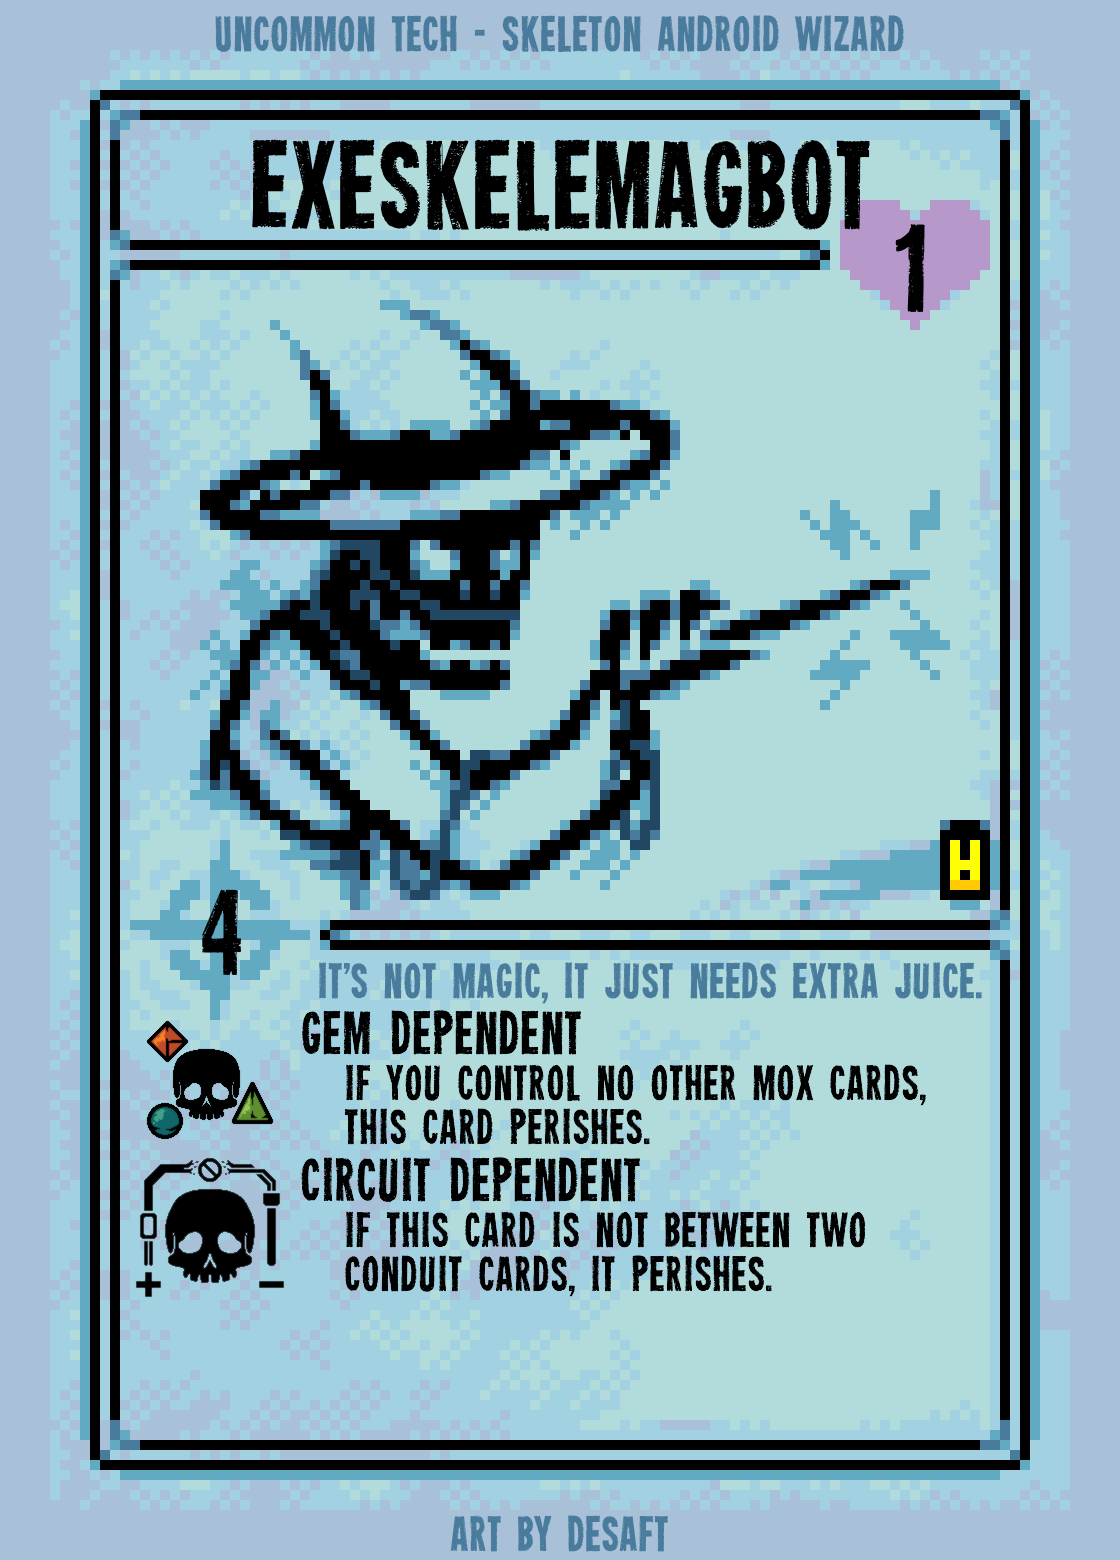 UNCOMMON TECH - SKELETON ANDROID WIZARD
EXESKELEMAGBOT
1
4
IT'S NOT MAGIC, IT JUST NEEDS EXTRA JUICE.
GEM DEPENDENT
IF YOU CONTROL NO OTHER MOX CARDS,
THIS CARD PERISHES.
CIRCUIT DEPENDENT
IF THIS CARD IS NOT BETWEEN TWO
CONDUIT CARDS, IT PERISHES.
ART BY DESAFT